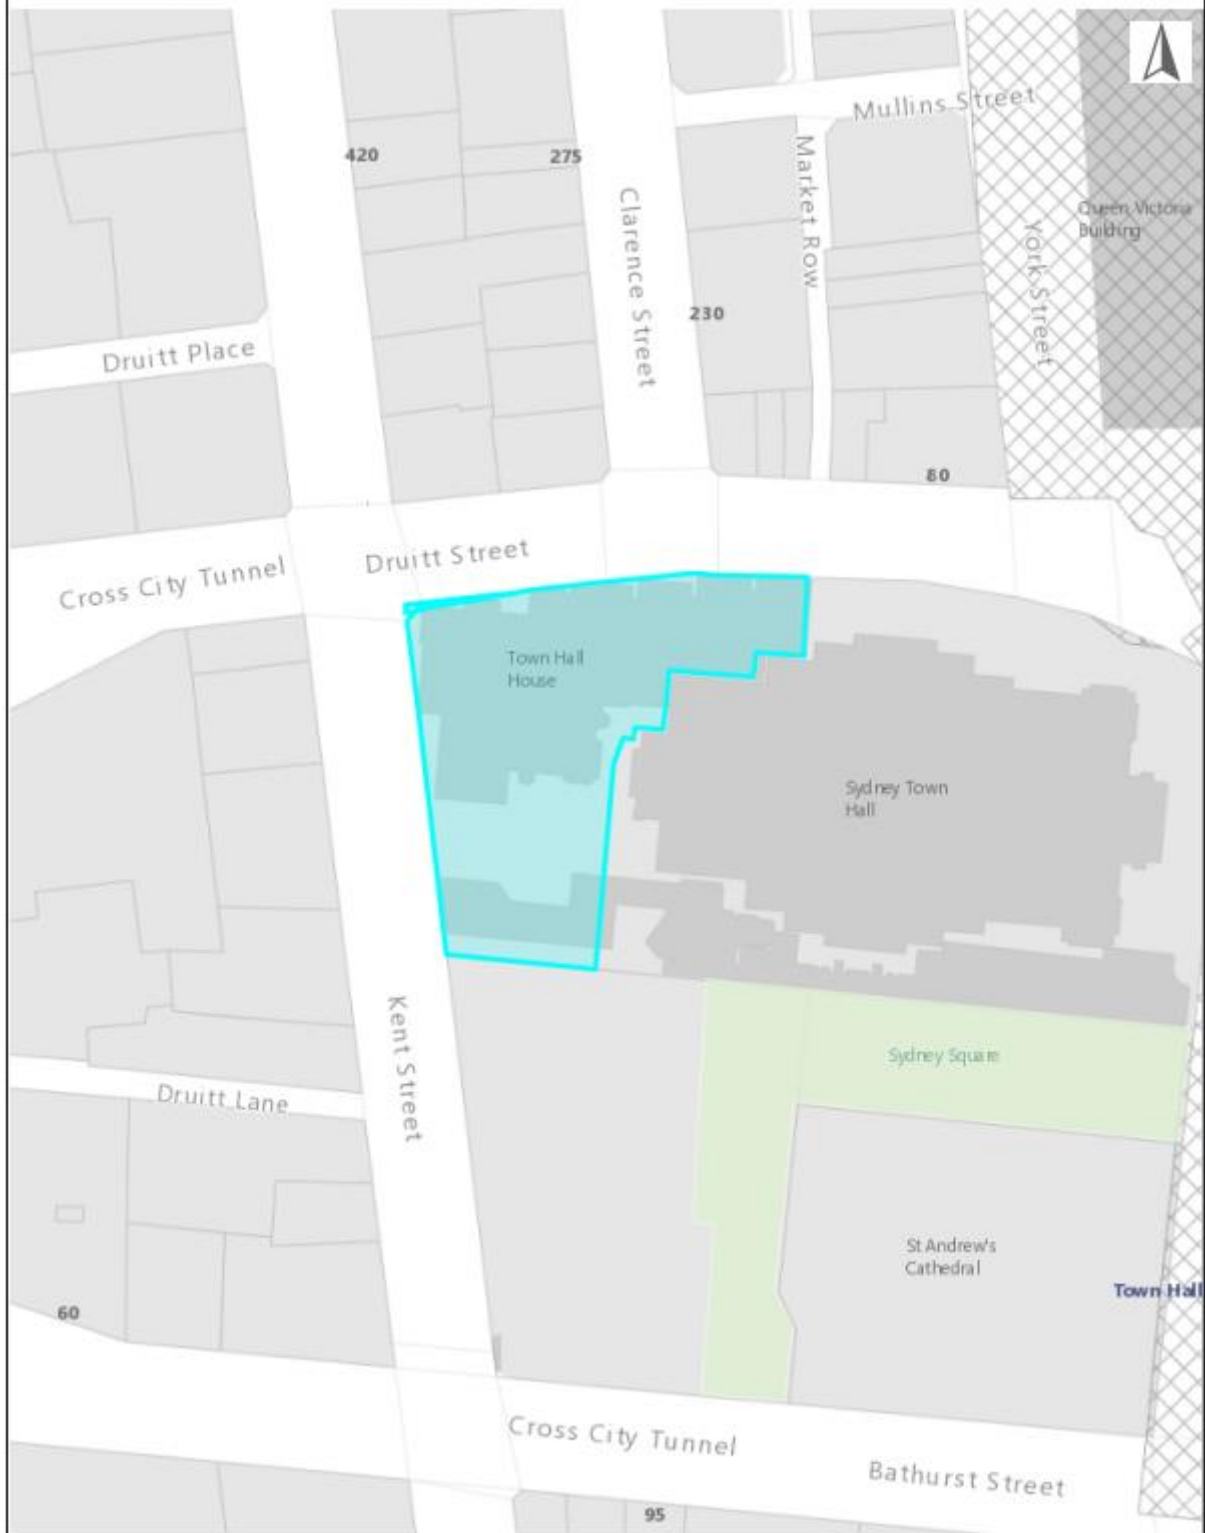 Mullins Street
420
275
Market Row
Clarence Street
Queen Victoria
Building
York Street
230
Druitt Place
80
Druitt Street
Cross City Tunnel
Town Hall
House
Sydney Town
Hall
Kent Street
Sydney Square
Druitt Lane
St Andrew's
Cathedral
Town Hall
60
Cross City Tunnel
Bathurst Street
95